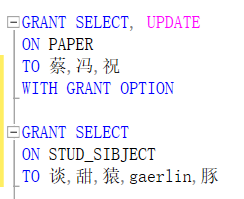 GRANT SELECT, UPDATE
ON PAPER
TO 蔡,冯,祝
WITH GRANT OPTION
GRANT SELECT
ON STUD_SIBJECT
TO 谈,甜,猿,gaerlin,豚